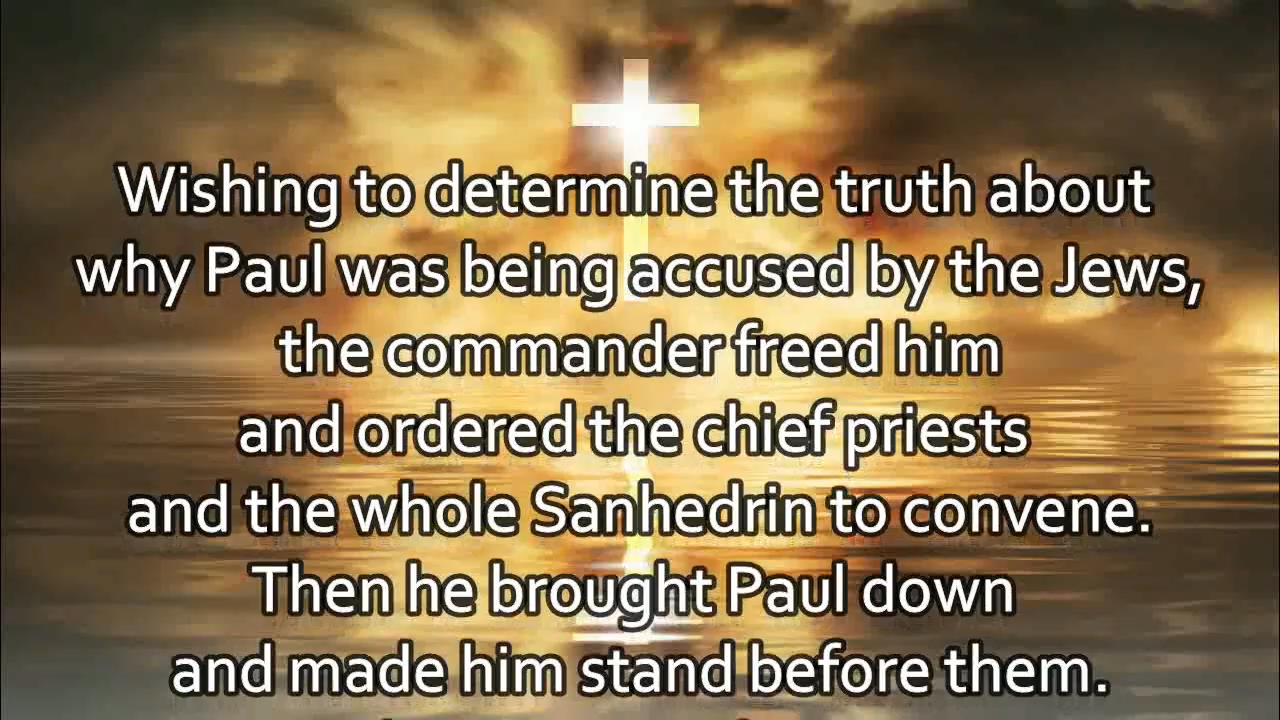 Wishing to determine the truth about
why Paul was being accused by the Jews,
the commander freed him
and ordered the chief priests
and the whole Sanhedrin to convene.
Then he brought Paul down
and made him stand before them.